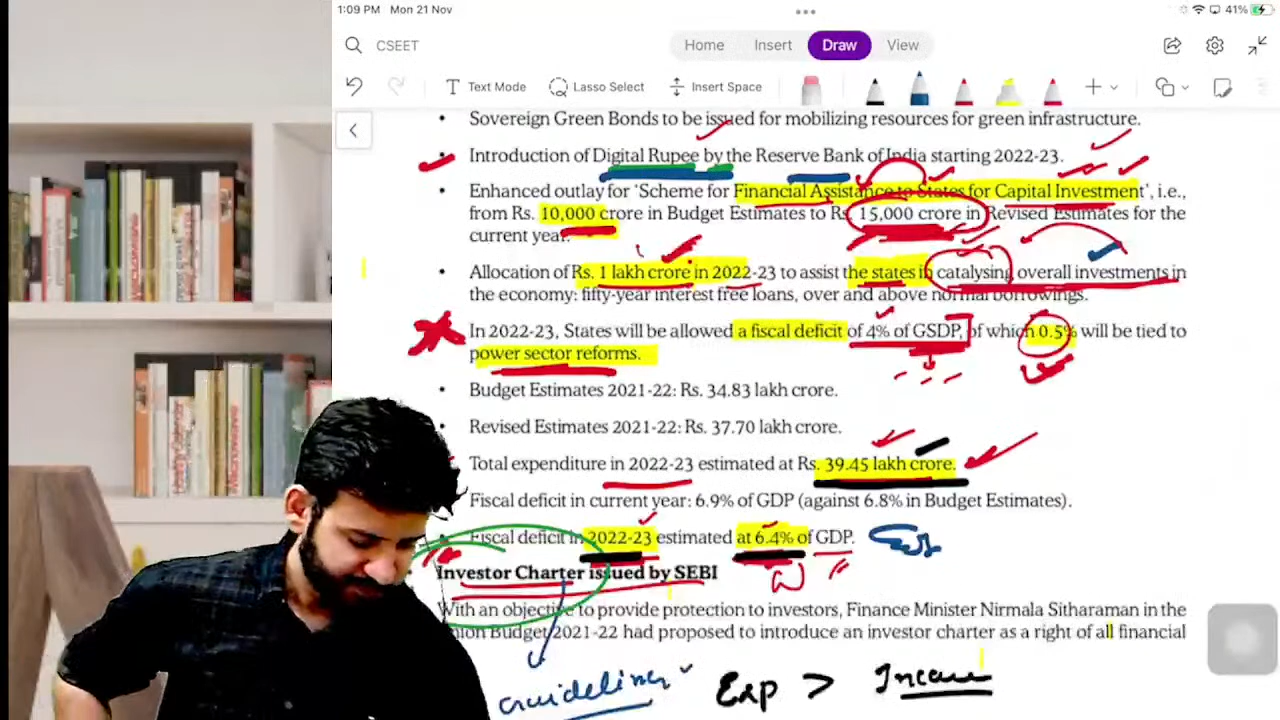 1:09 PM Mon 21 Nov
41%
CSEET
Home Insert Draw View
Text Mode Lasso Select Insert Space
• Sovereign Green Bonds to be issued for mobilizing resources for green infrastructure.
• Introduction of Digital Rupee by the Reserve Bank of India starting 2022-23.
• Enhanced outlay for 'Scheme for Financial Assistance to States for Capital Investment', i.e.,
from Rs. 10,000 crore in Budget Estimates to Rs. 15,000 crore in Revised Estimates for the
current year.
• Allocation of Rs. 1 lakh crore in 2022-23 to assist the states in catalysing overall investments in
the economy: fifty-year interest free loans, over and above normal borrowings.
In 2022-23, States will be allowed a fiscal deficit of 4% of GSDP, of which 0.5% will be tied to
power sector reforms.
• Budget Estimates 2021-22: Rs. 34.83 lakh crore.
• Revised Estimates 2021-22: Rs. 37.70 lakh crore.
Total expenditure in 2022-23 estimated at Rs. 39.45 lakh crore.
Fiscal deficit in current year: 6.9% of GDP (against 6.8% in Budget Estimates).
• Fiscal deficit in 2022-23 estimated at 6.4% of GDP.
• Investor Charter issued by SEBI
With an objective to provide protection to investors, Finance Minister Nirmala Sitharaman in the
Union Budget 2021-22 had proposed to introduce an investor charter as a right of all financial
Guidelines Exp > Income